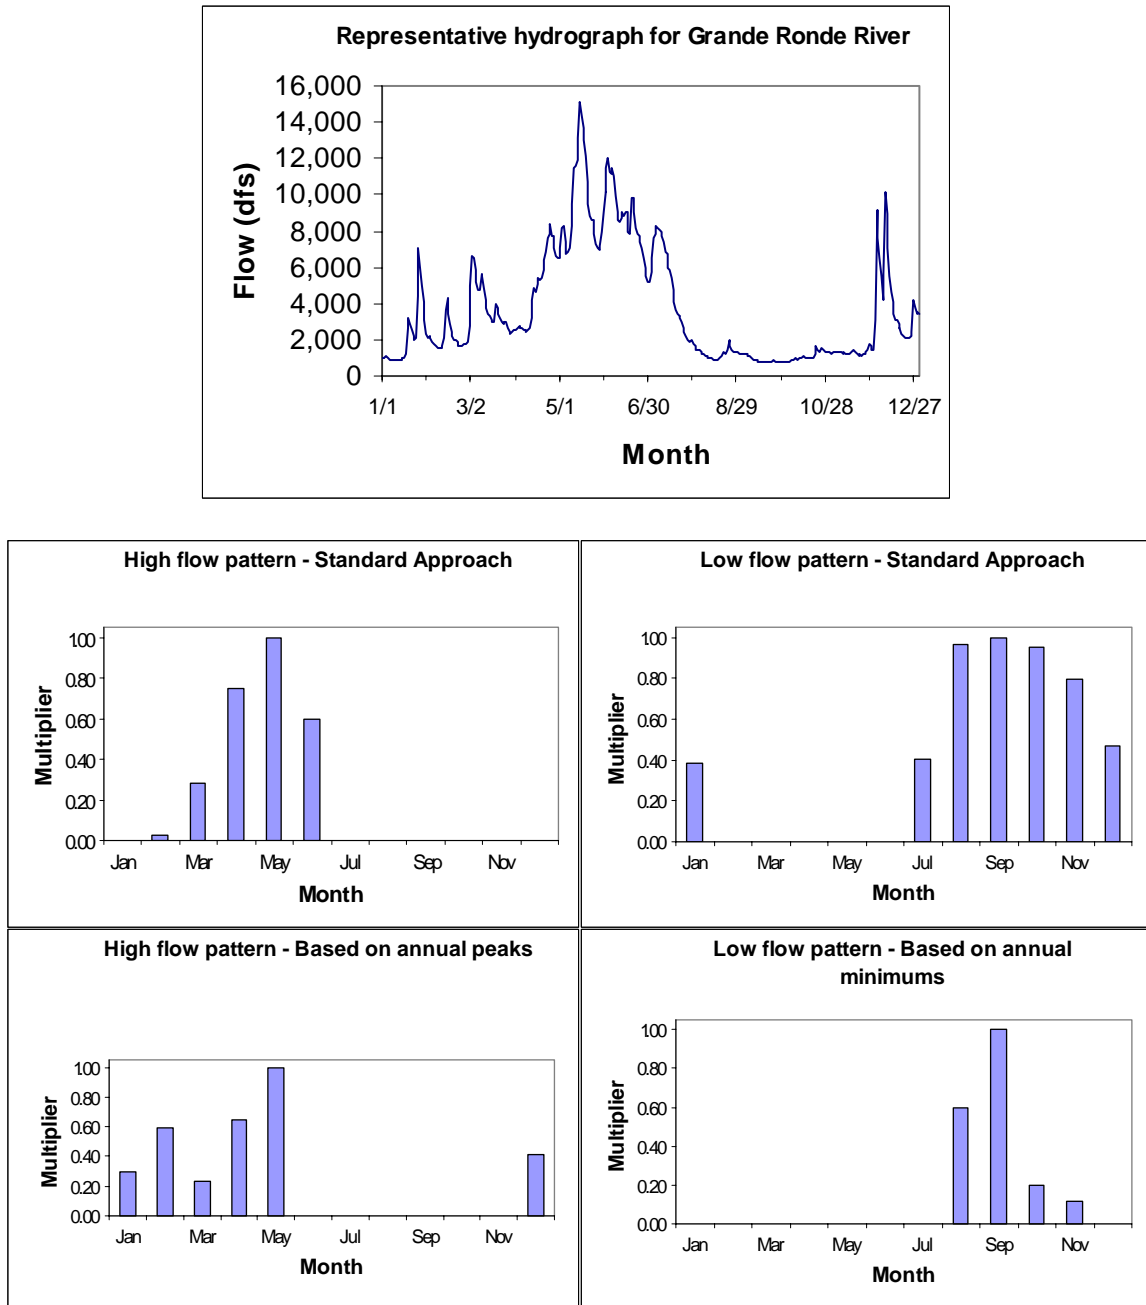 Representative hydrograph for Grande Ronde River
16,000
14,000
12,000
10,000
8,000
6,000
4,000
2,000
0
Flow (dfs)
1/1 3/2 5/1 6/30 8/29 10/28 12/27
Month
High flow pattern - Standard Approach
1.00
0.80
0.60
0.40
0.20
0.00
Multiplier
Jan Mar May Jul Sep Nov
Month
Low flow pattern - Standard Approach
1.00
0.80
0.60
0.40
0.20
0.00
Multiplier
Jan Mar May Jul Sep Nov
Month
High flow pattern - Based on annual peaks
1.00
0.80
0.60
0.40
0.20
0.00
Multiplier
Jan Mar May Jul Sep Nov
Month
Low flow pattern - Based on annual
minimums
1.00
0.80
0.60
0.40
0.20
0.00
Multiplier
Jan Mar May Jul Sep Nov
Month